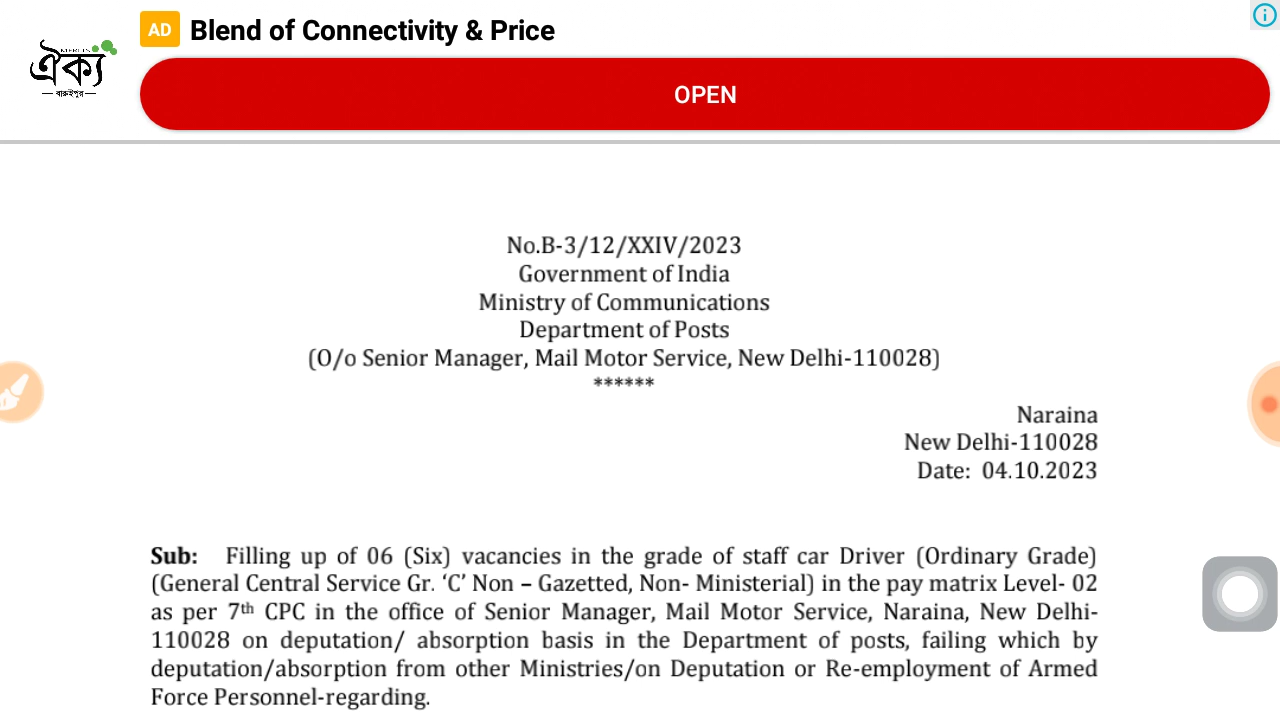 AD Blend of Connectivity & Price
MERLIN
ঐক্য
বারুইপুর
OPEN
No.B-3/12/XXIV/2023
Government of India
Ministry of Communications
Department of Posts
(O/o Senior Manager, Mail Motor Service, New Delhi-110028)
******
Naraina
New Delhi-110028
Date: 04.10.2023
Sub: Filling up of 06 (Six) vacancies in the grade of staff car Driver (Ordinary Grade)
(General Central Service Gr. ‘C’ Non – Gazetted, Non- Ministerial) in the pay matrix Level- 02
as per 7th CPC in the office of Senior Manager, Mail Motor Service, Naraina, New Delhi-
110028 on deputation/ absorption basis in the Department of posts, failing which by
deputation/absorption from other Ministries/on Deputation or Re-employment of Armed
Force Personnel-regarding.